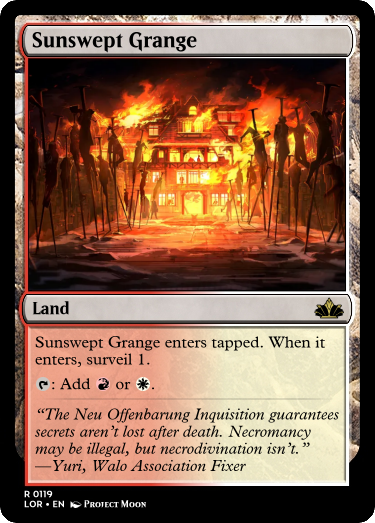 Sunswept Grange
Land
Sunswept Grange enters tapped. When it
enters, surveil 1.
: Add or .
“The Neu Offenbarung Inquisition guarantees
secrets aren’t lost after death. Necromancy
may be illegal, but necrodivination isn’t.”
—Yuri, Walo Association Fixer
R 0119
LOR • EN Protect Moon